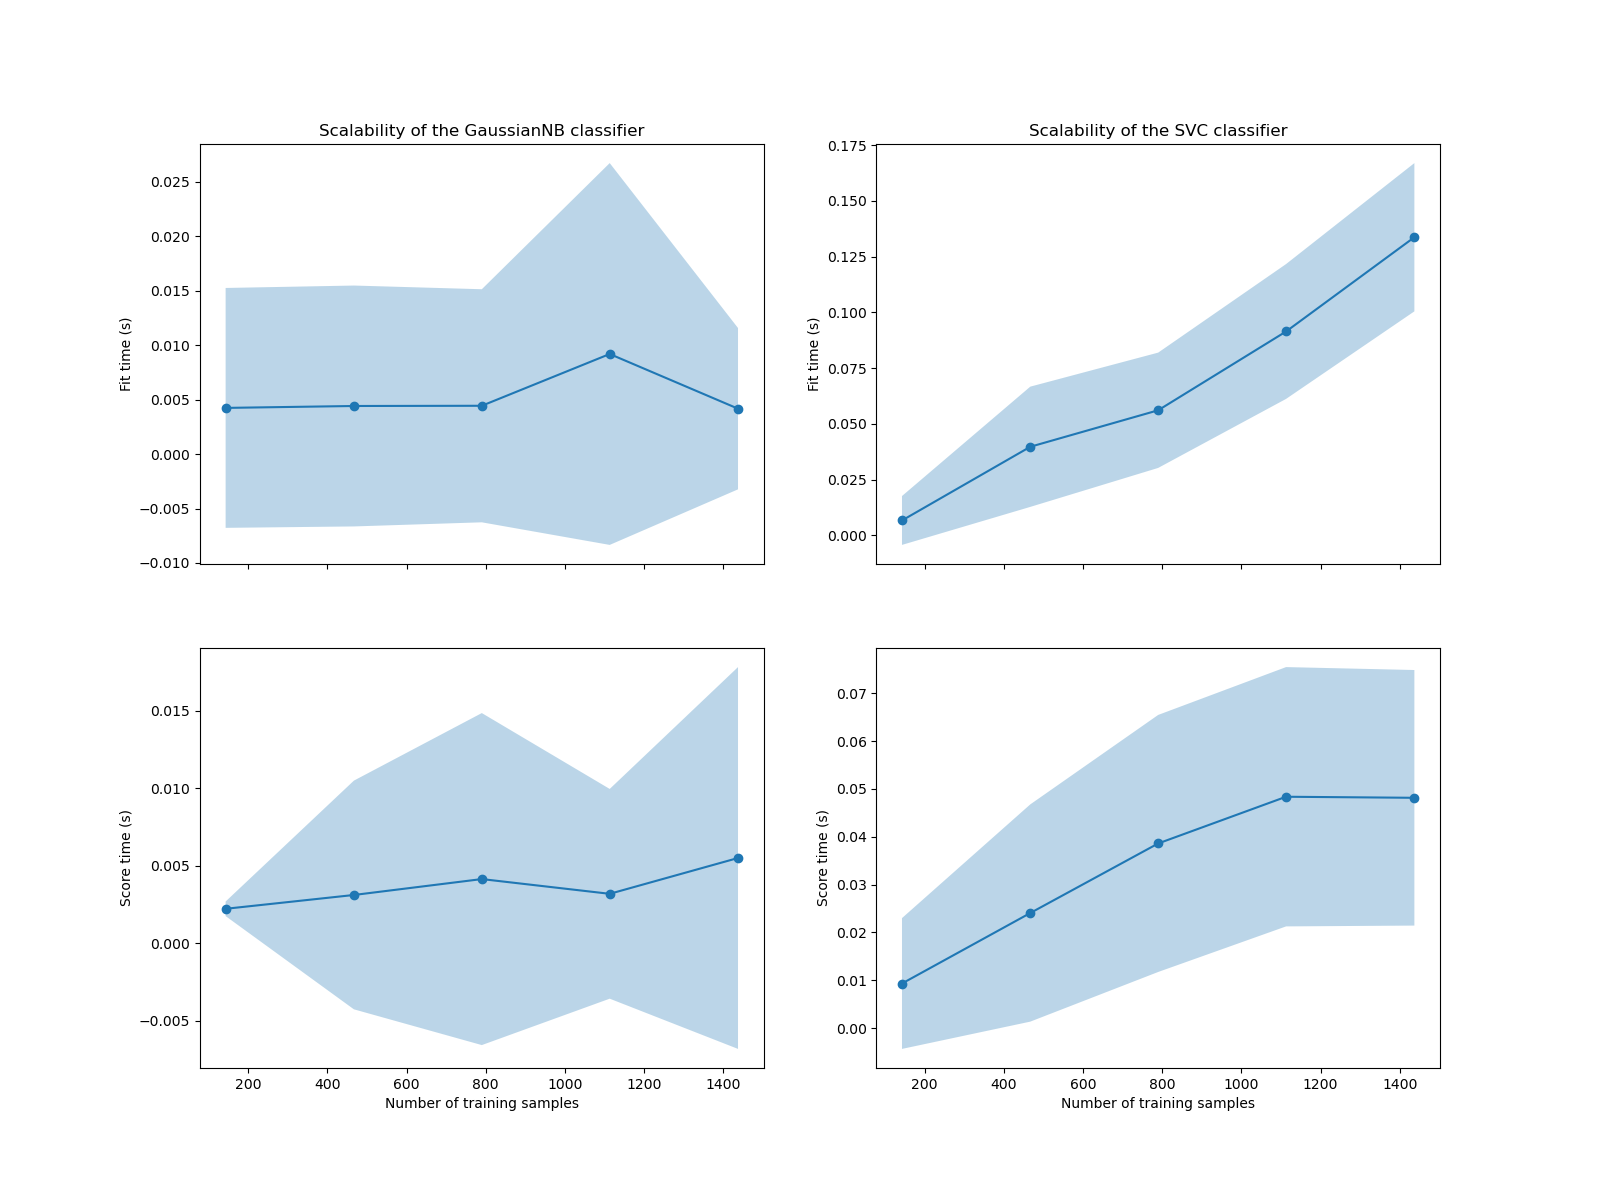 Scalability of the GaussianNB classifier
0.025
0.020
0.015
0.010
0.005
0.000
−0.005
−0.010
Fit time (s)
Scalability of the SVC classifier
0.175
0.150
0.125
0.100
0.075
0.050
0.025
0.000
Fit time (s)
0.015
0.010
0.005
0.000
−0.005
Score time (s)
200 400 600 800 1000 1200 1400
Number of training samples
0.07
0.06
0.05
0.04
0.03
0.02
0.01
0.00
Score time (s)
200 400 600 800 1000 1200 1400
Number of training samples